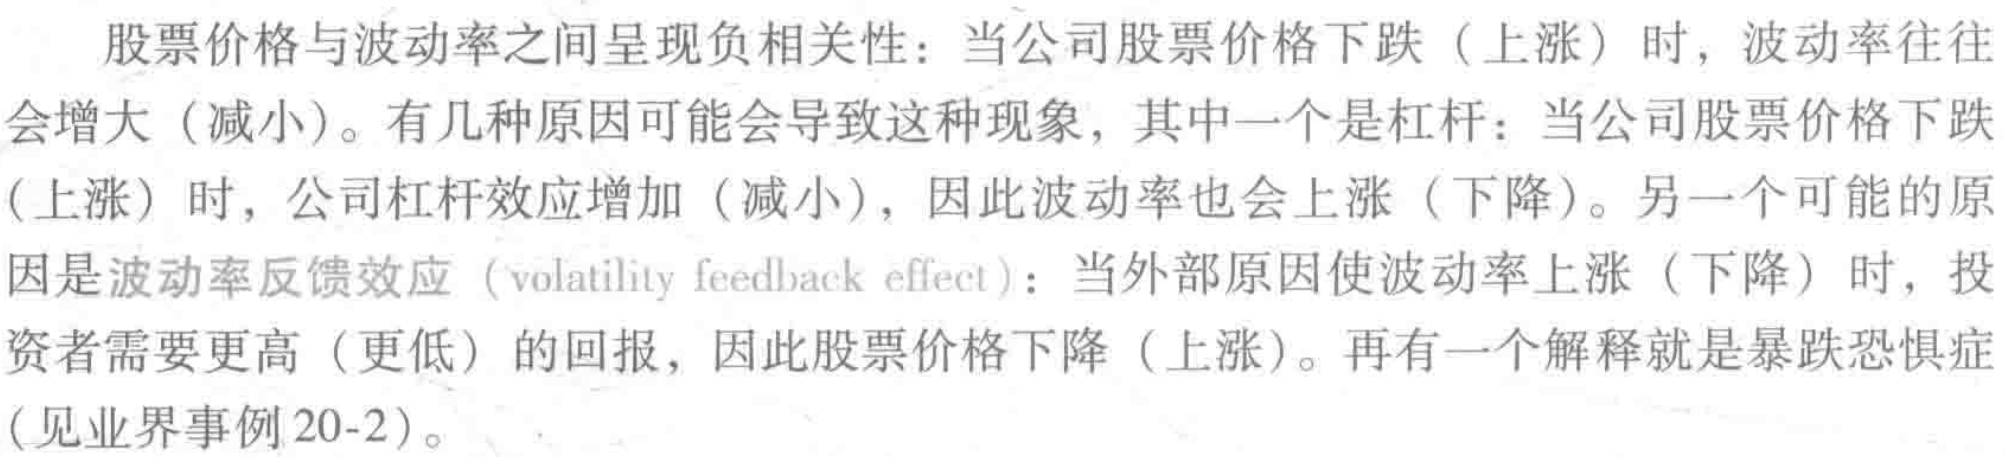 股票价格与波动率之间呈现负相关性：当公司股票价格下跌（上涨）时，波动率往往
会增大（减小）。有几种原因可能会导致这种现象，其中一个是杠杆：当公司股票价格下跌
（上涨）时，公司杠杆效应增加（减小），因此波动率也会上涨（下降）。另一个可能的原
因是波动率反馈效应（volatility feedback effect）：当外部原因使波动率上涨（下降）时，投
资者需要更高（更低）的回报，因此股票价格下降（上涨）。再有一个解释就是暴跌恐惧症
（见业界事例20-2）。